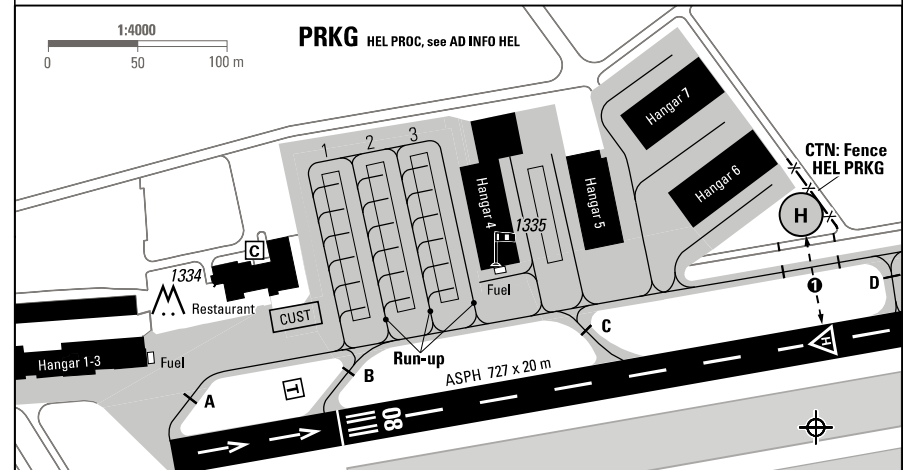 1:4000
0 50 100 m
PRKG HEL PROC, see AD INFO HEL
Hangar 7
1 2 3
CTN: Fence
HEL PRKG
Hangar 6
Hangar 4
Hangar 5
H
1335
C
1334
Restaurant
Fuel
CUST
❶
D
C
Run-up
Hangar 1-3
Fuel
H
ASPH 727 x 20 m
B
T
A
08